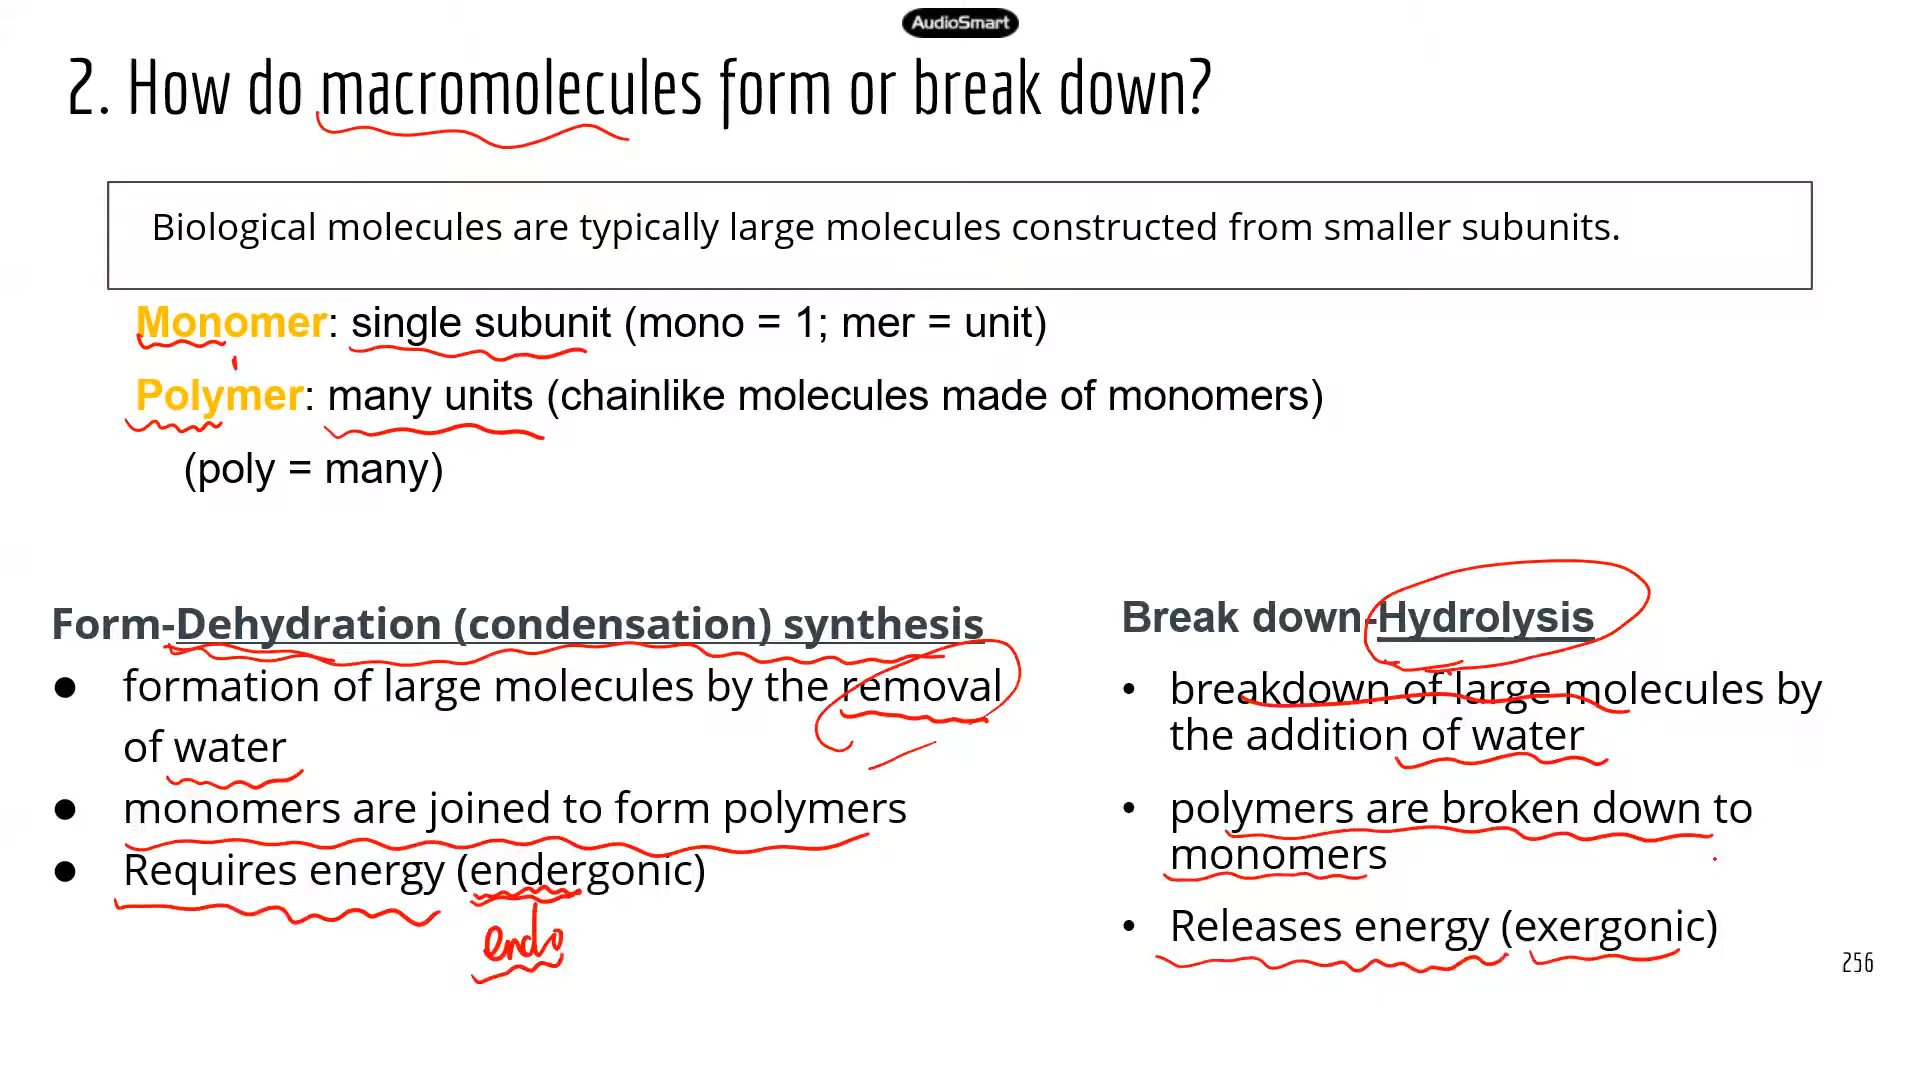 AudioSmart
2. How do macromolecules form or break down?
Biological molecules are typically large molecules constructed from smaller subunits.
Monomer: single subunit (mono = 1; mer = unit)
Polymer: many units (chainlike molecules made of monomers)
(poly = many)
Form-Dehydration (condensation) synthesis
● formation of large molecules by the removal
of water
● monomers are joined to form polymers
● Requires energy (endergonic)
endo
Break down-Hydrolysis
• breakdown of large molecules by
the addition of water
• polymers are broken down to
monomers
• Releases energy (exergonic)
256